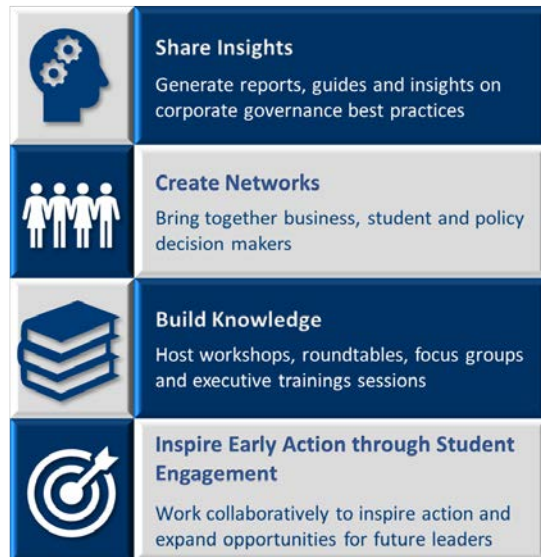 Share Insights
Generate reports, guides and insights on
corporate governance best practices
Create Networks
Bring together business, student and policy
decision makers
Build Knowledge
Host workshops, roundtables, focus groups
and executive trainings sessions
Inspire Early Action through Student
Engagement
Work collaboratively to inspire action and
expand opportunities for future leaders